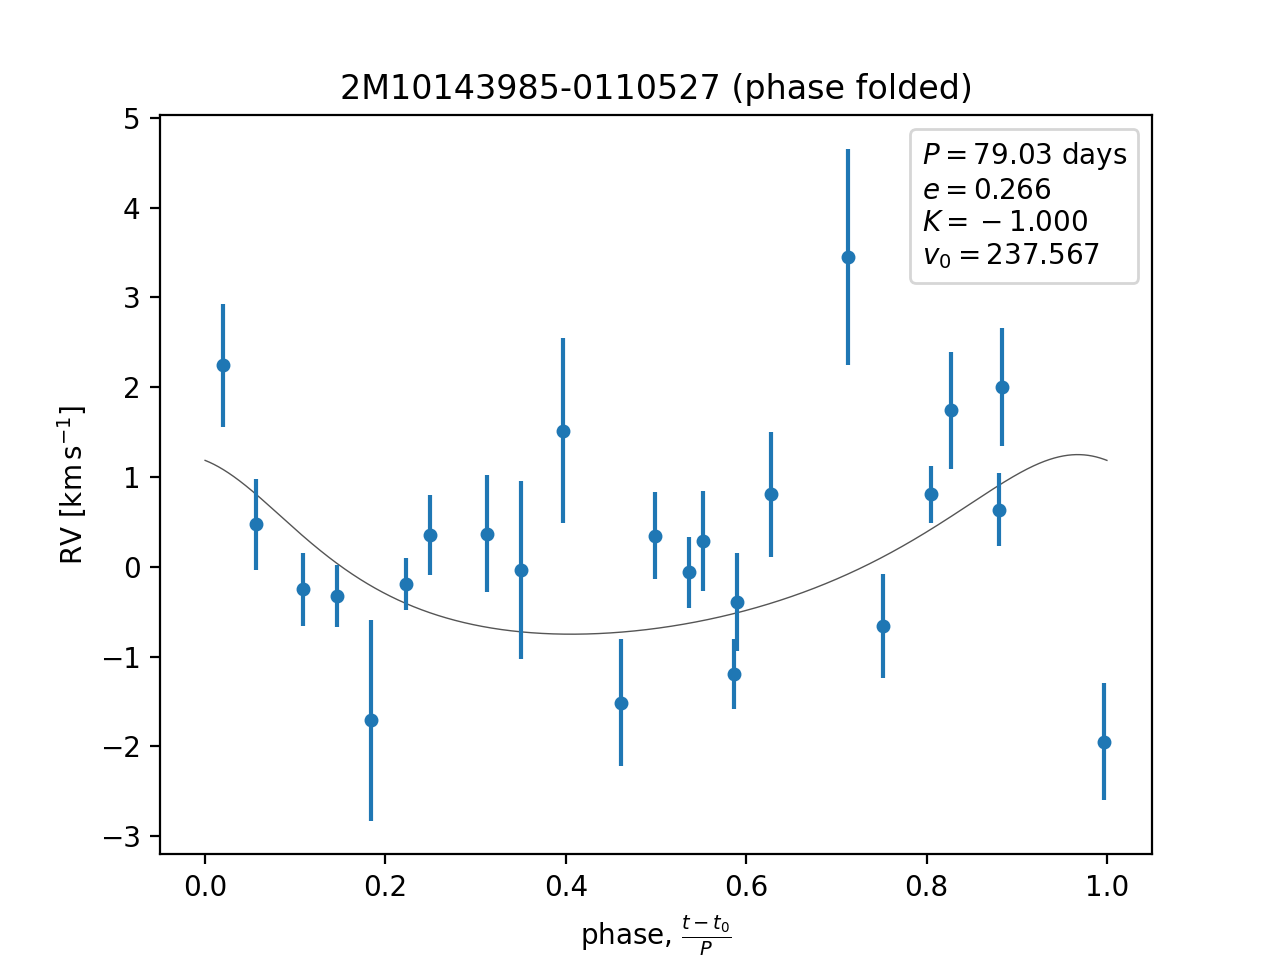 2M10143985-0110527 (phase folded)
P = 79.03 days
e = 0.266
K = −1.000
v₀ = 237.567
RV [km s⁻¹]
5
4
3
2
1
0
−1
−2
−3
0.0 0.2 0.4 0.6 0.8 1.0
phase, (t − t₀)/P